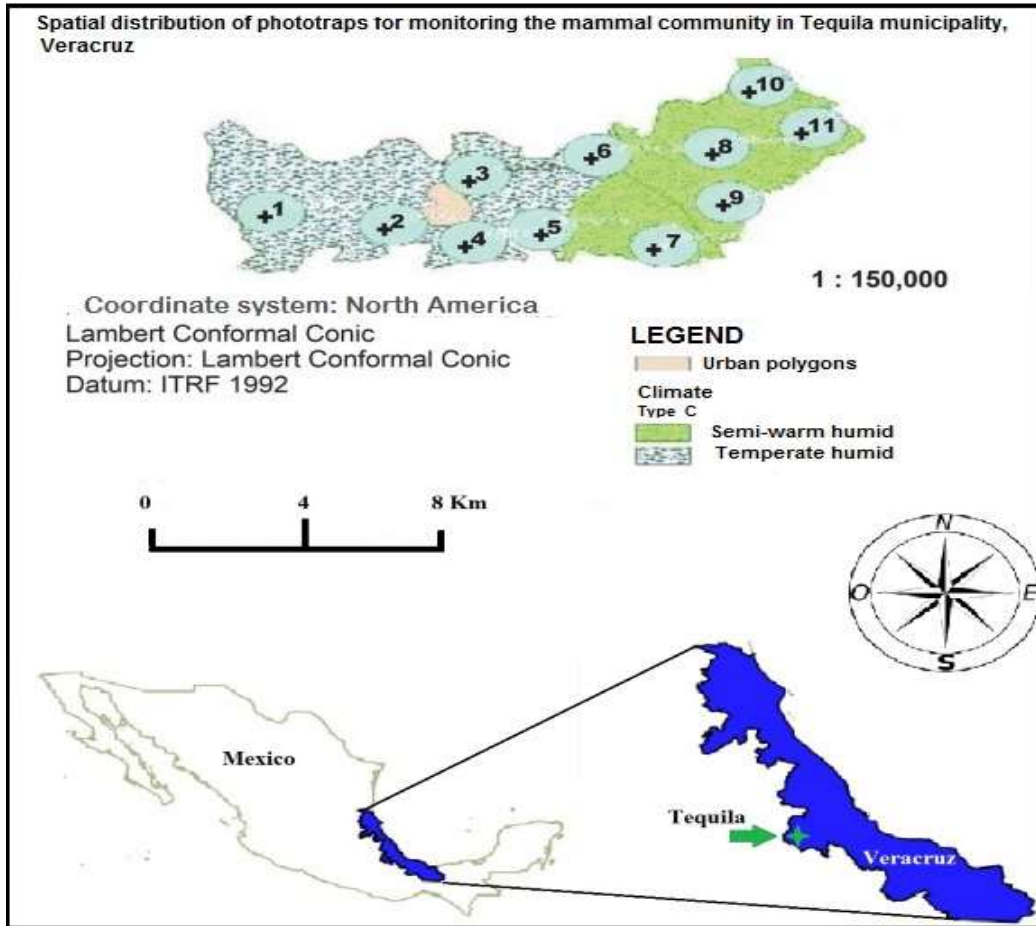 Spatial distribution of phototraps for monitoring the mammal community in Tequila municipality,
Veracruz
10
11
6
8
3
9
1
2
5
4
7
1 : 150,000
Coordinate system: North America
Lambert Conformal Conic
Projection: Lambert Conformal Conic
Datum: ITRF 1992
LEGEND
Urban polygons
Climate
Type C
Semi-warm humid
Temperate humid
0 4 8 Km
N
O E
S
Mexico
Tequila
Veracruz